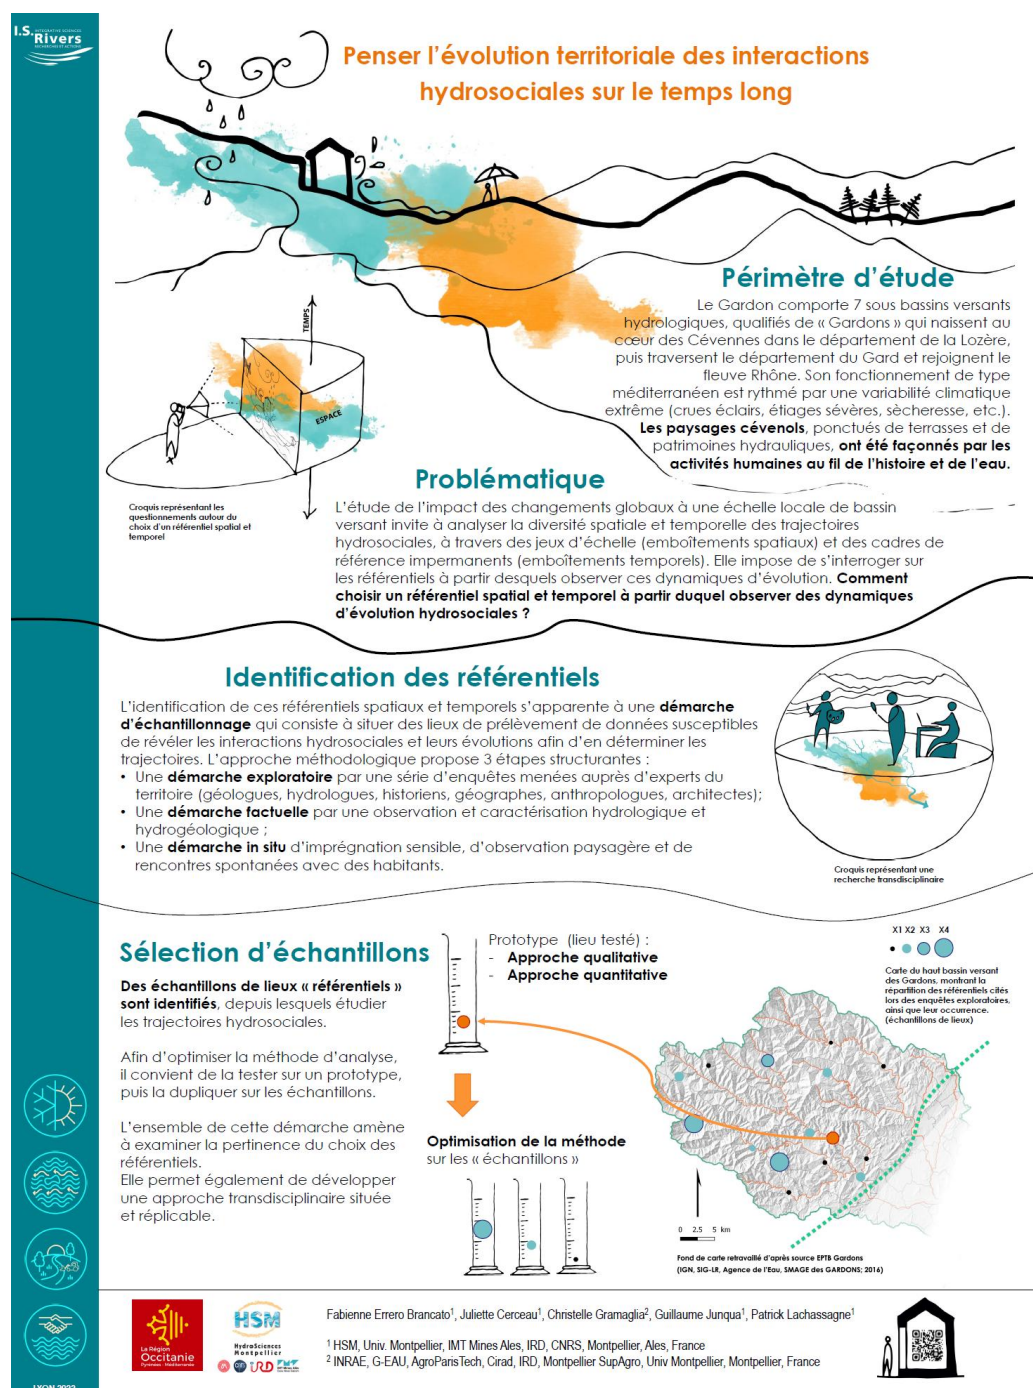 I.S. INTEGRATIVE SCIENCES
Rivers
RECHERCHES ET ACTIONS
Penser l’évolution territoriale des interactions
hydrosociales sur le temps long
Périmètre d’étude
Le Gardon comporte 7 sous bassins versants
hydrologiques, qualifiés de « Gardons » qui naissent au
cœur des Cévennes dans le département de la Lozère,
puis traversent le département du Gard et rejoignent le
fleuve Rhône. Son fonctionnement de type
méditerranéen est rythmé par une variabilité climatique
extrême (crues éclairs, étiages sévères, sècheresse, etc.).
Les paysages cévenols, ponctués de terrasses et de
patrimoines hydrauliques, ont été façonnés par les
activités humaines au fil de l’histoire et de l’eau.
TEMPS
ESPACE
Croquis représentant les
questionnements autour du
choix d’un référentiel spatial et
temporel
Problématique
L’étude de l’impact des changements globaux à une échelle locale de bassin
versant invite à analyser la diversité spatiale et temporelle des trajectoires
hydrosociales, à travers des jeux d’échelle (emboîtements spatiaux) et des cadres de
référence impermanents (emboîtements temporels). Elle impose de s’interroger sur
les référentiels à partir desquels observer ces dynamiques d’évolution. Comment
choisir un référentiel spatial et temporel à partir duquel observer des dynamiques
d’évolution hydrosociales ?
Identification des référentiels
L’identification de ces référentiels spatiaux et temporels s’apparente à une démarche
d’échantillonnage qui consiste à situer des lieux de prélèvement de données susceptibles
de révéler les interactions hydrosociales et leurs évolutions afin d’en déterminer les
trajectoires. L’approche méthodologique propose 3 étapes structurantes :
• Une démarche exploratoire par une série d’enquêtes menées auprès d’experts du
territoire (géologues, hydrologues, historiens, géographes, anthropologues, architectes);
• Une démarche factuelle par une observation et caractérisation hydrologique et
hydrogéologique ;
• Une démarche in situ d’imprégnation sensible, d’observation paysagère et de
rencontres spontanées avec des habitants.
Croquis représentant une
recherche transdisciplinaire
Sélection d’échantillons
Des échantillons de lieux « référentiels »
sont identifiés, depuis lesquels étudier
les trajectoires hydrosociales.
Afin d’optimiser la méthode d’analyse,
il convient de la tester sur un prototype,
puis la dupliquer sur les échantillons.
L’ensemble de cette démarche amène
à examiner la pertinence du choix des
référentiels.
Elle permet également de développer
une approche transdisciplinaire située
et réplicable.
Prototype (lieu testé) :
- Approche qualitative
- Approche quantitative
Optimisation de la méthode
sur les « échantillons »
X1 X2 X3 X4
Carte du haut bassin versant
des Gardons, montrant la
répartition des référentiels cités
lors des enquêtes exploratoires,
ainsi que leur occurrence.
(échantillons de lieux)
0 2.5 5 km
Fond de carte retravaillé d’après source EPTB Gardons
(IGN, SIG-LR, Agence de l’Eau, SMAGE des GARDONS; 2016)
La Région
Occitanie
Pyrénées - Méditerranée
HSM
HydroSciences
Montpellier
IRD
Fabienne Errero Brancato1, Juliette Cerceau1, Christelle Gramaglia2, Guillaume Junqua1, Patrick Lachassagne1
1 HSM, Univ. Montpellier, IMT Mines Ales, IRD, CNRS, Montpellier, Ales, France
2 INRAE, G-EAU, AgroParisTech, Cirad, IRD, Montpellier SupAgro, Univ Montpellier, Montpellier, France